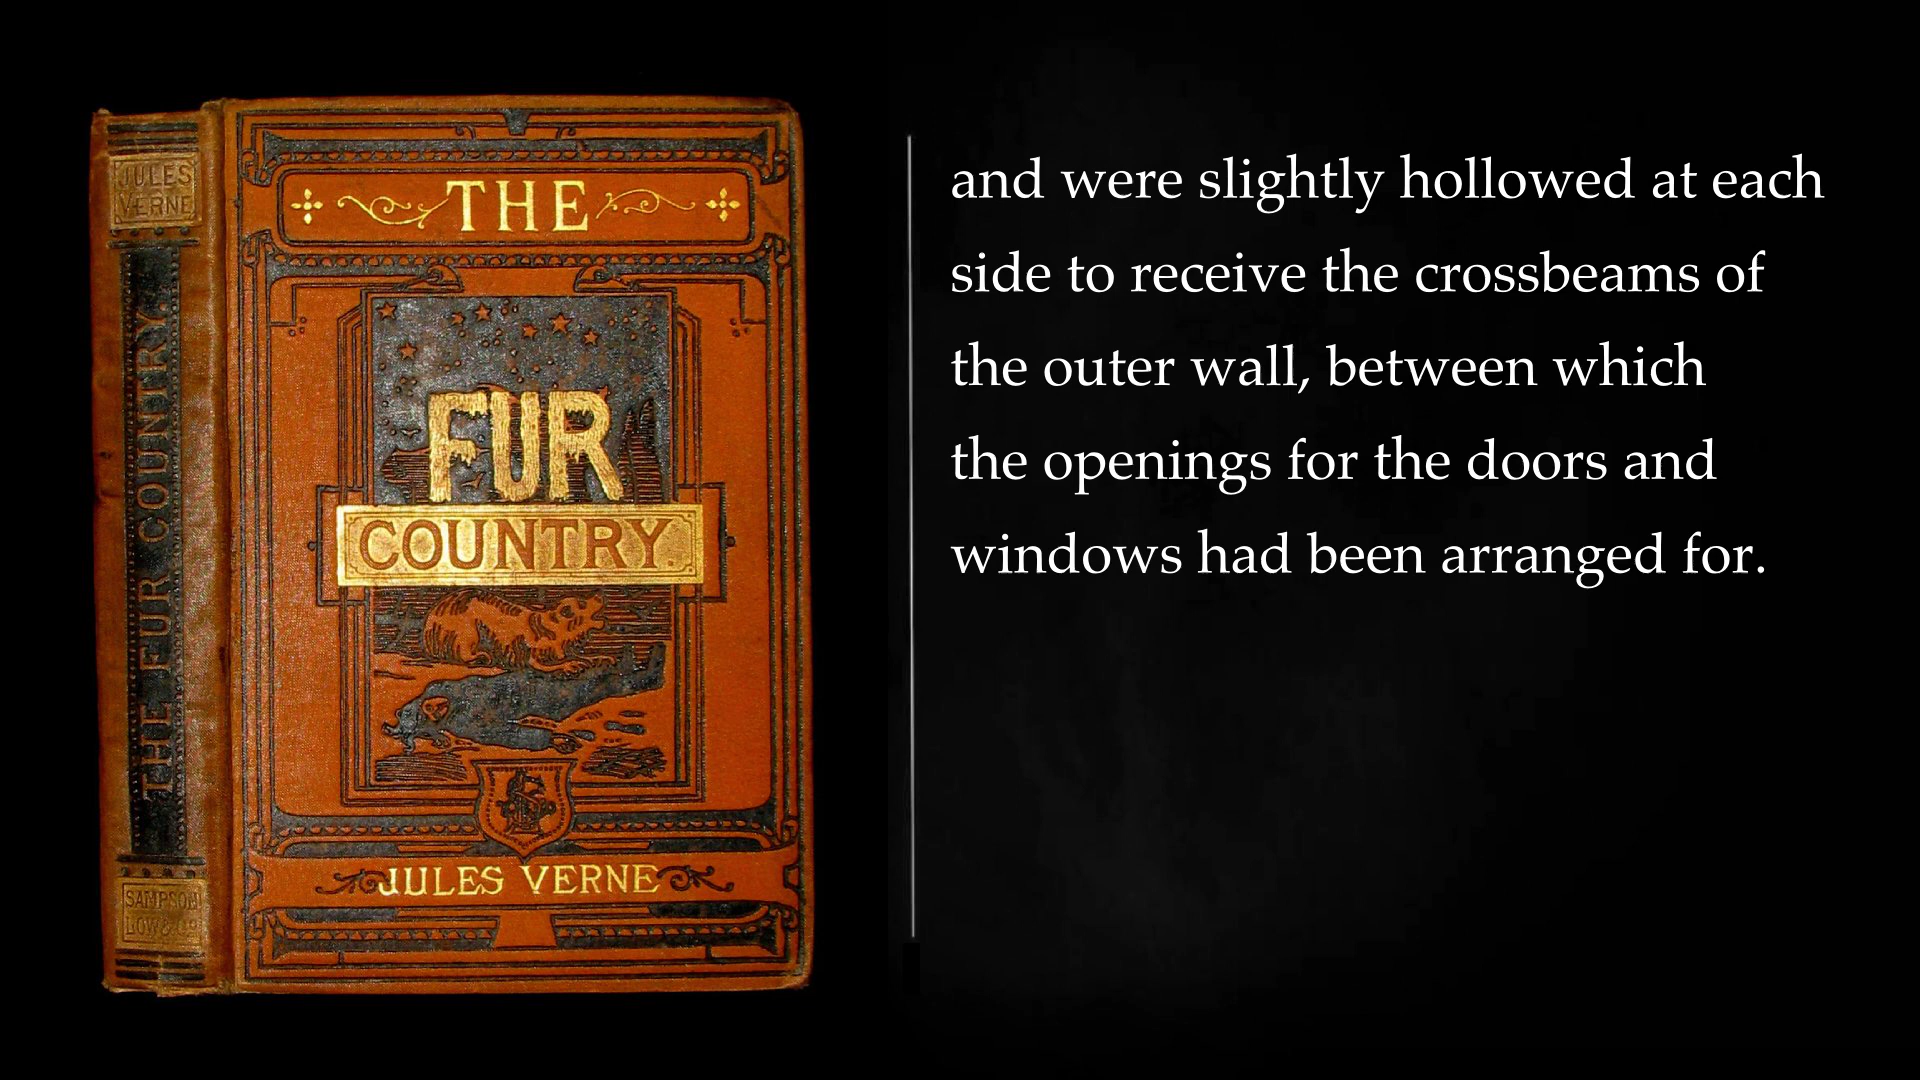 JULES
VERNE
THE FUR COUNTRY.
SAMPSON
LOW & Co
THE
FUR
COUNTRY.
JULES VERNE
and were slightly hollowed at each
side to receive the crossbeams of
the outer wall, between which
the openings for the doors and
windows had been arranged for.